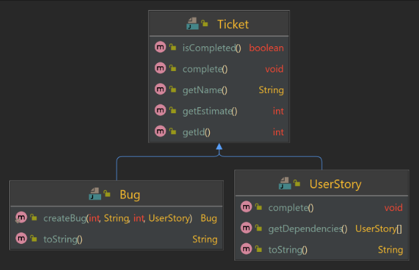 Ticket
isCompleted() boolean
complete() void
getName() String
getEstimate() int
getId() int
Bug
createBug(int, String, int, UserStory) Bug
toString() String
UserStory
complete() void
getDependencies() UserStory[]
toString() String